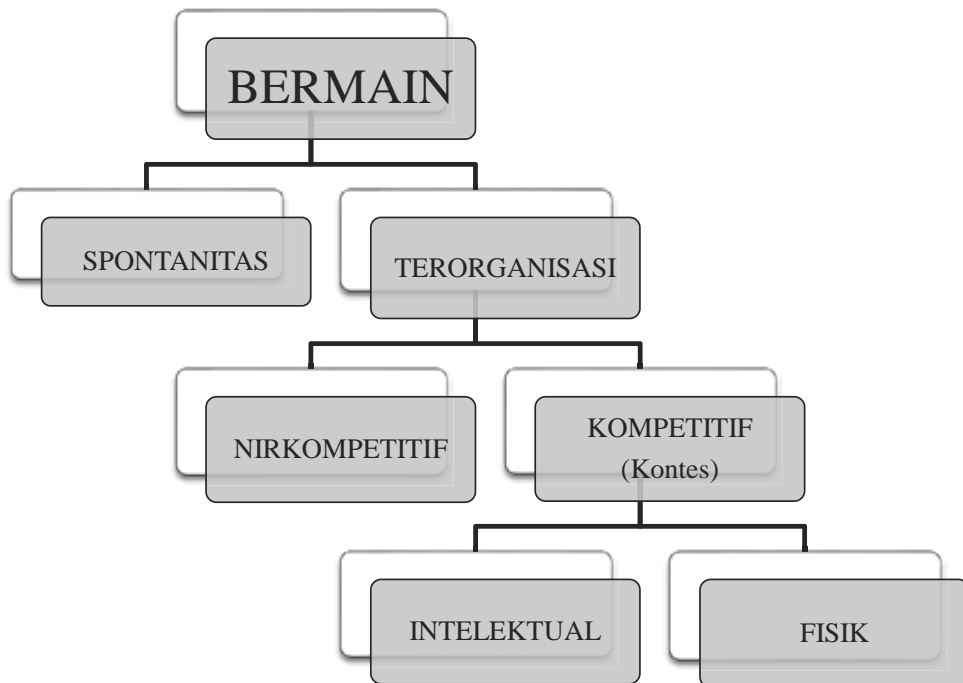 BERMAIN
SPONTANITAS
TERORGANISASI
NIRKOMPETITIF
KOMPETITIF
(Kontes)
INTELEKTUAL
FISIK